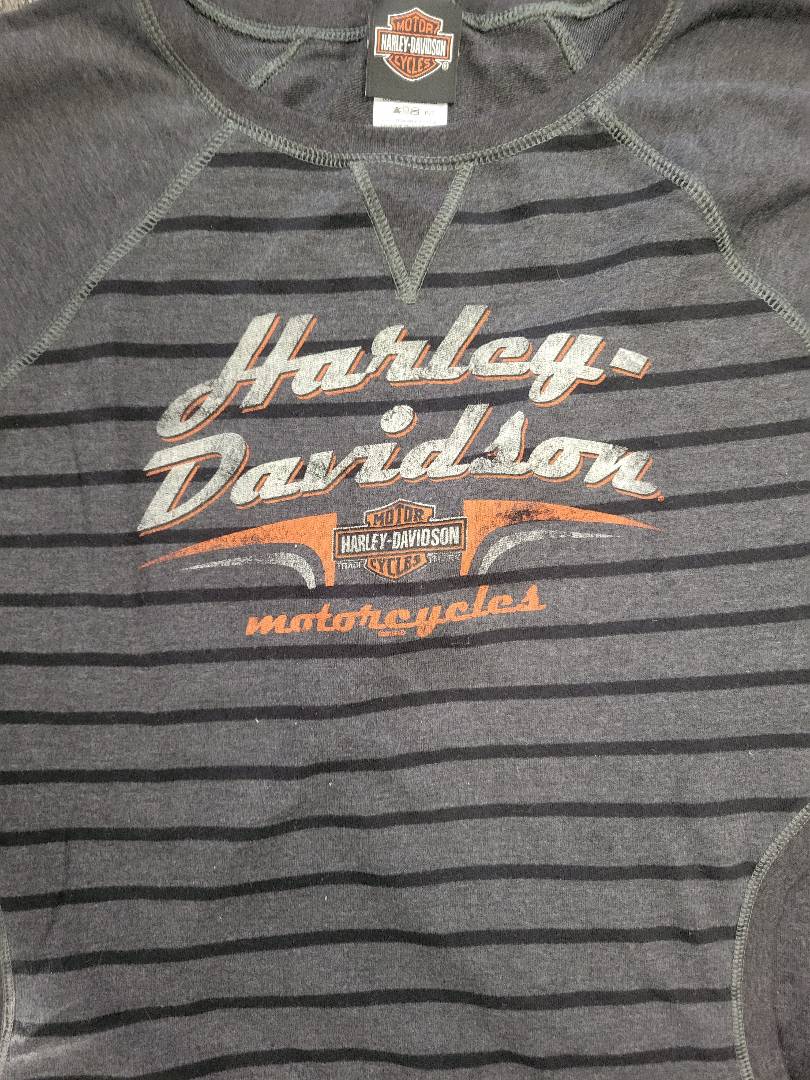 MOTOR
HARLEY-DAVIDSON
CYCLES
®
Harley-
Davidson
MOTOR
HARLEY-DAVIDSON
CYCLES
motorcycles